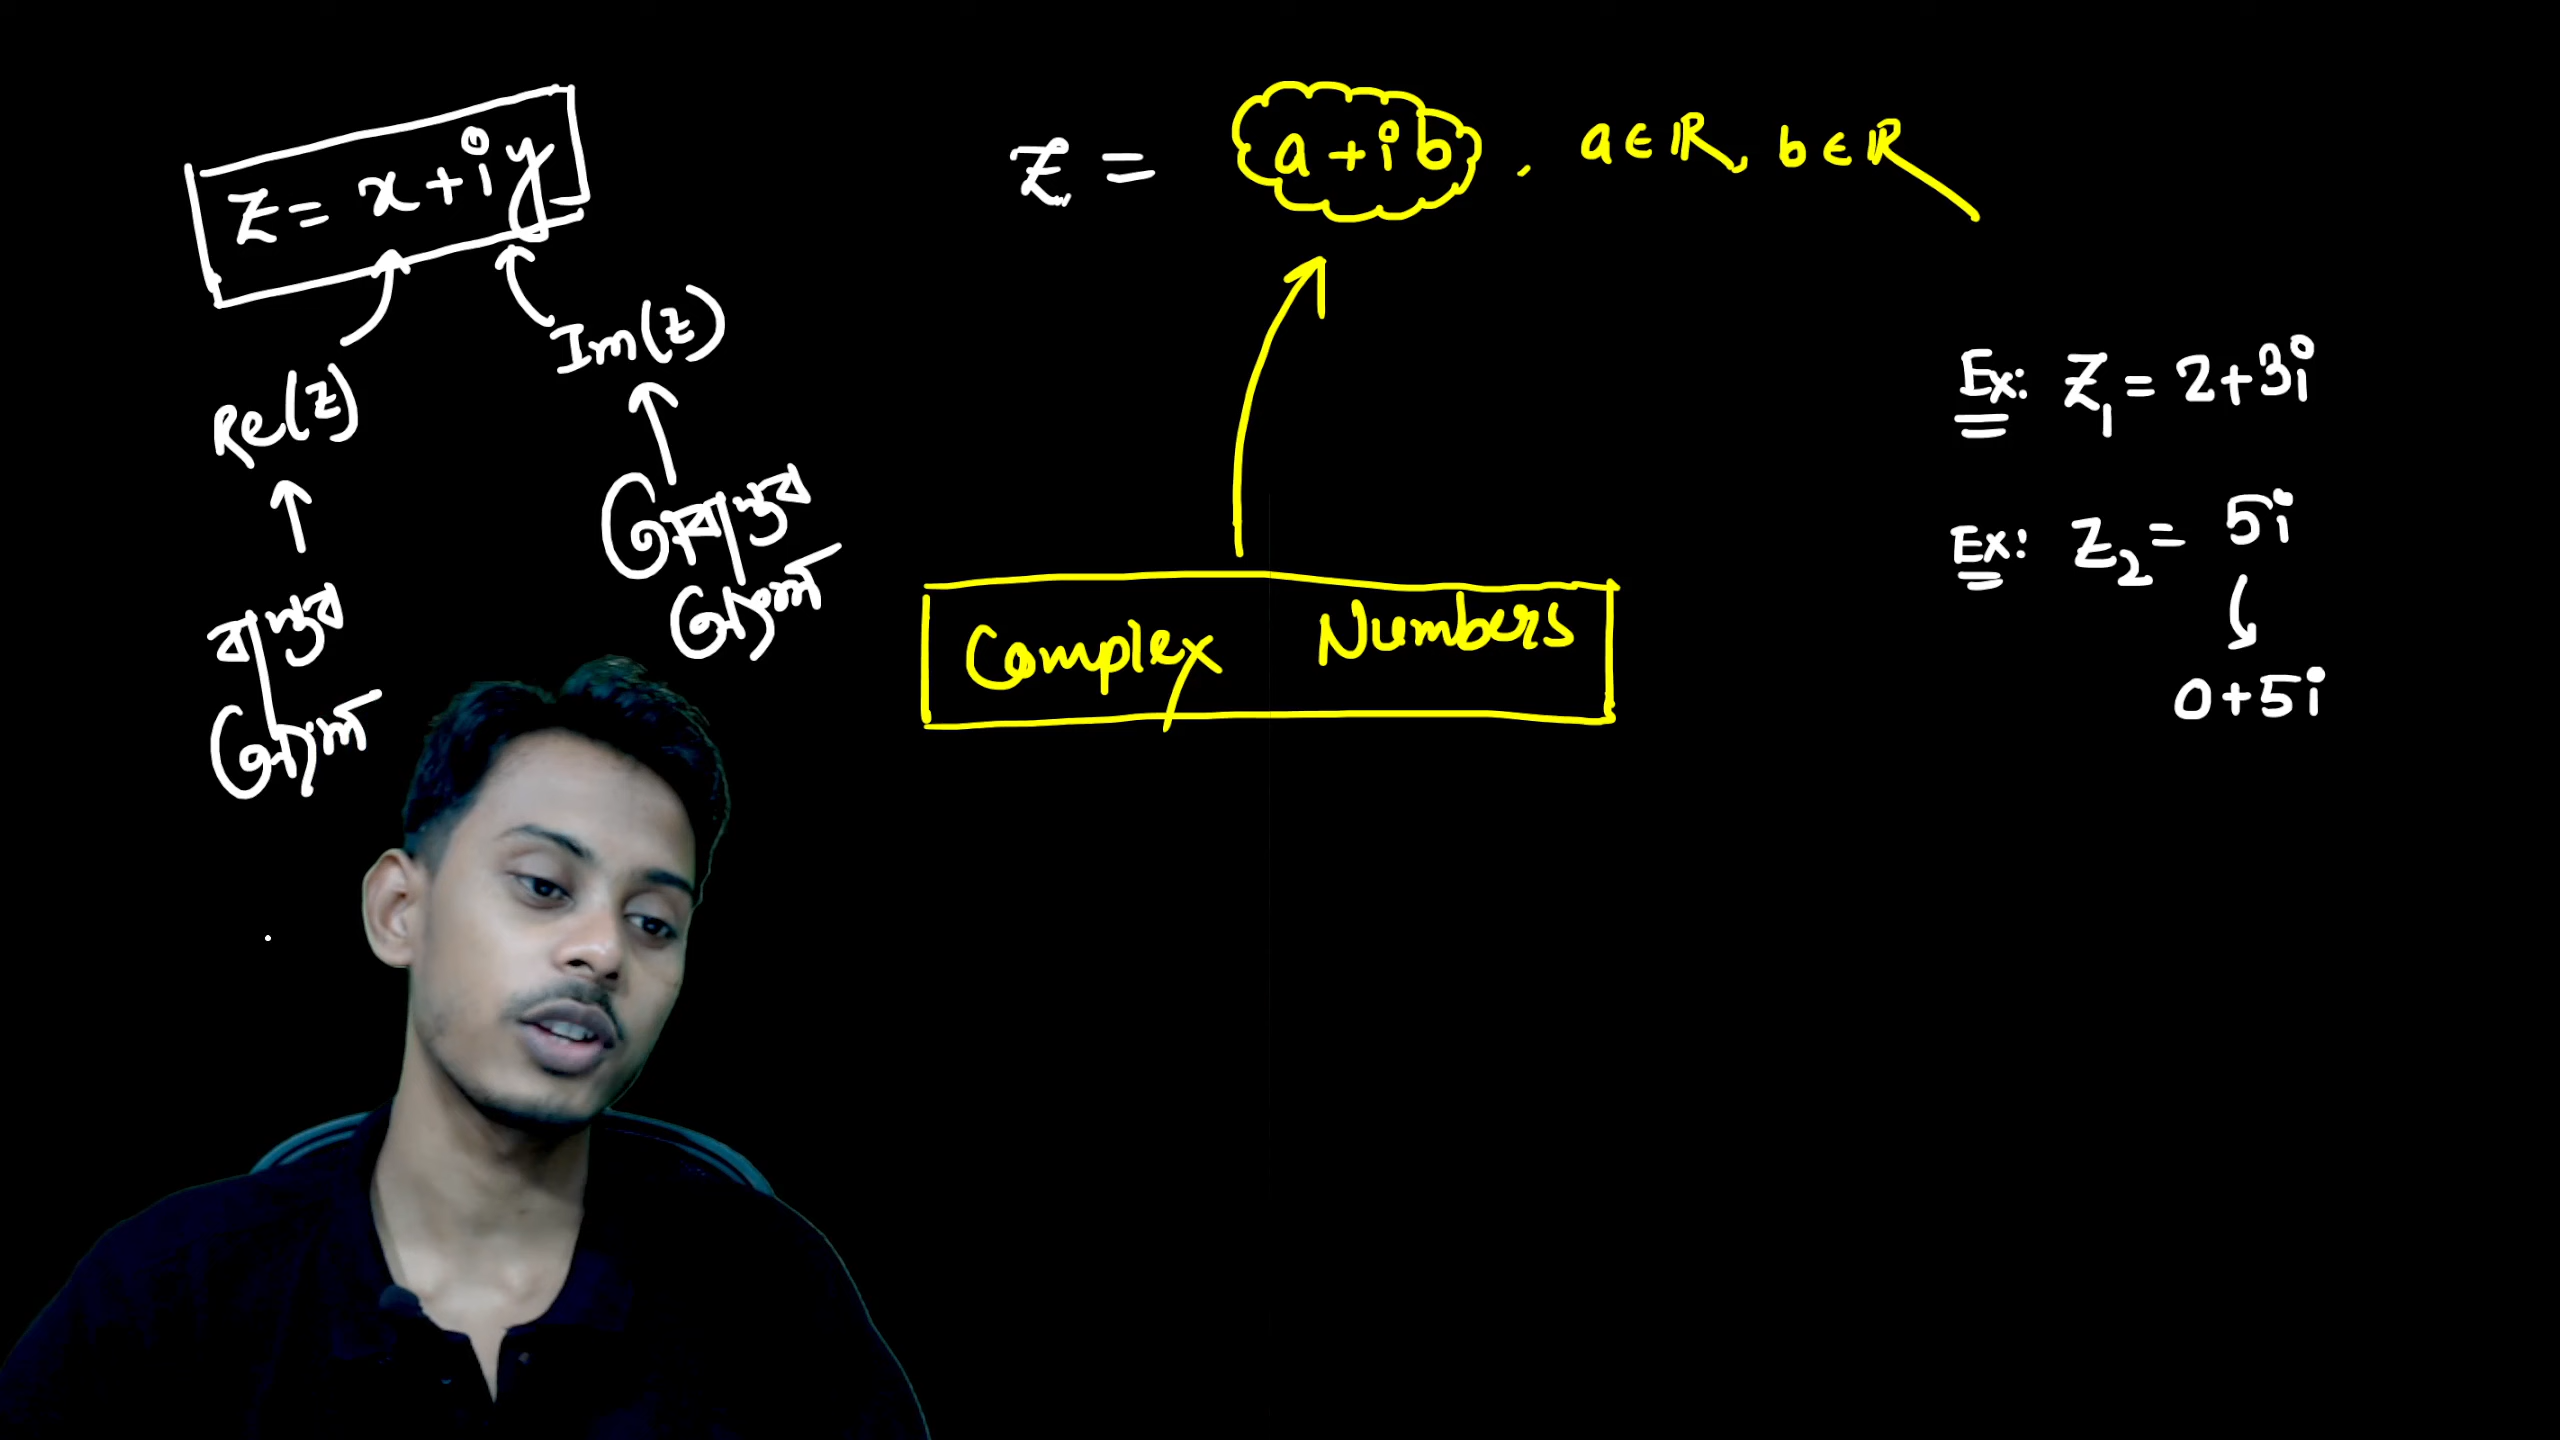 z = x + iy
Re(z)
বাস্তব
অংশ
Im(z)
অবাস্তব
অংশ
z = a + ib , a ∈ ℝ, b ∈ ℝ
Complex Numbers
Ex: z₁ = 2+3i
Ex: z₂ = 5i
0+5i